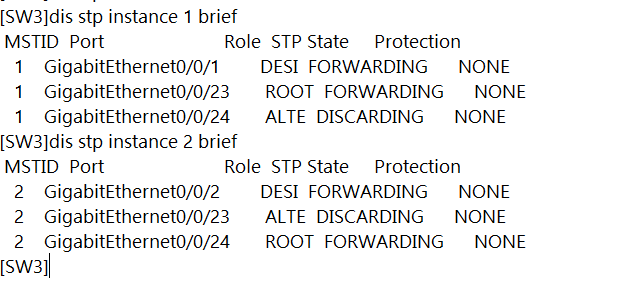 [SW3]dis stp instance 1 brief
MSTID Port Role STP State Protection
1 GigabitEthernet0/0/1 DESI FORWARDING NONE
1 GigabitEthernet0/0/23 ROOT FORWARDING NONE
1 GigabitEthernet0/0/24 ALTE DISCARDING NONE
[SW3]dis stp instance 2 brief
MSTID Port Role STP State Protection
2 GigabitEthernet0/0/2 DESI FORWARDING NONE
2 GigabitEthernet0/0/23 ALTE DISCARDING NONE
2 GigabitEthernet0/0/24 ROOT FORWARDING NONE
[SW3]